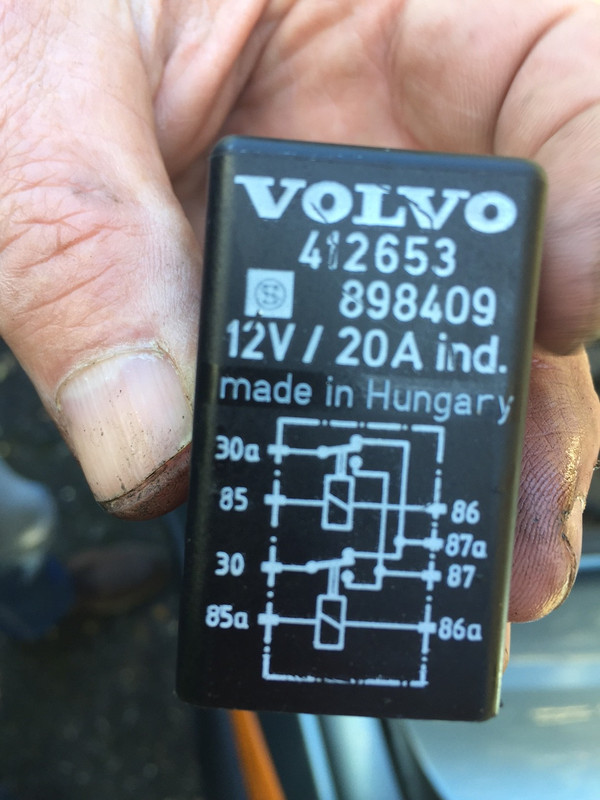 VOLVO
412653
S 898409
12V / 20A ind.
made in Hungary
30a
85 86
87a
30 87
85a 86a